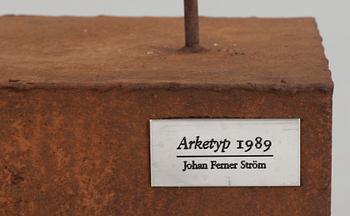 Arketyp 1989
Johan Ferner Ström